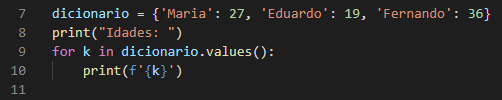 7 dicionario = {'Maria': 27, 'Eduardo': 19, 'Fernando': 36}
8 print("Idades: ")
9 for k in dicionario.values():
10     print(f'{k}')
11